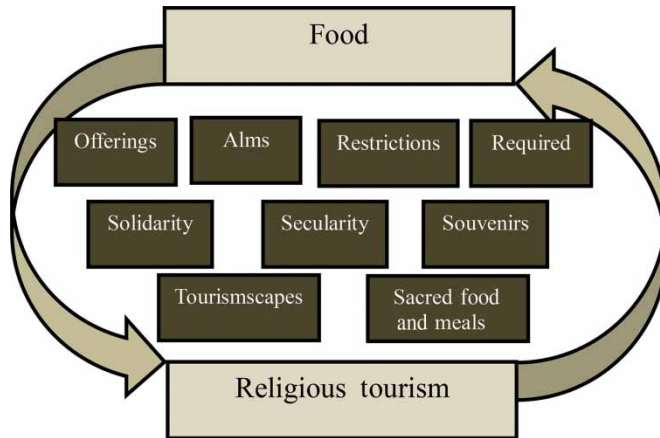 Food
Offerings
Alms
Restrictions
Required
Solidarity
Secularity
Souvenirs
Tourismscapes
Sacred food
and meals
Religious tourism